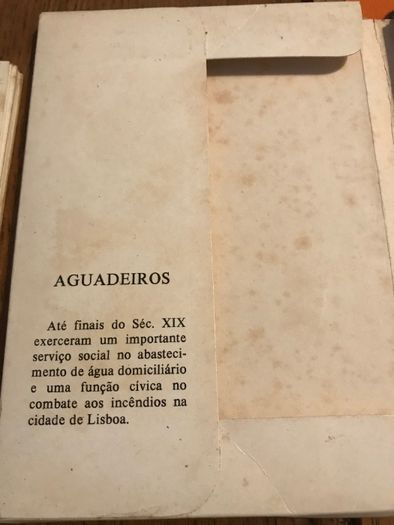 AGUADEIROS
Até finais do Séc. XIX
exerceram um importante
serviço social no abasteci-
mento de água domiciliário
e uma função cívica no
combate aos incêndios na
cidade de Lisboa.